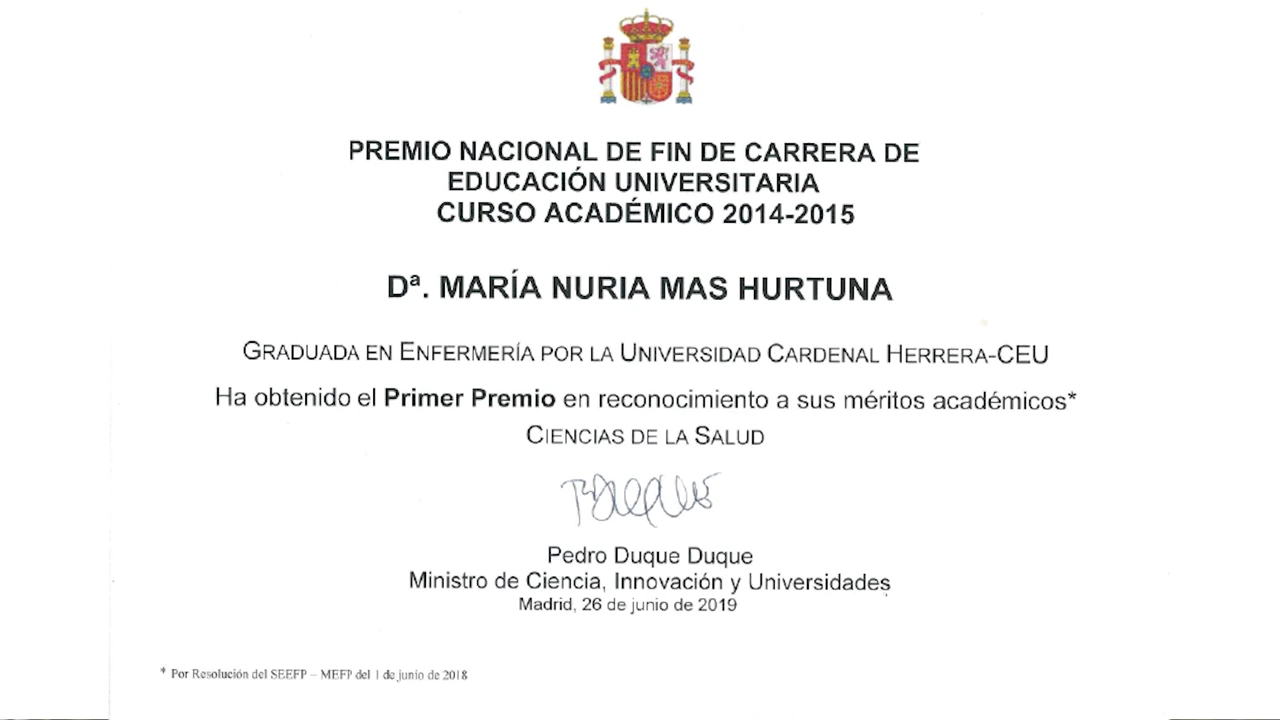 PREMIO NACIONAL DE FIN DE CARRERA DE
EDUCACIÓN UNIVERSITARIA
CURSO ACADÉMICO 2014-2015
Dª. MARÍA NURIA MAS HURTUNA
GRADUADA EN ENFERMERÍA POR LA UNIVERSIDAD CARDENAL HERRERA-CEU
Ha obtenido el Primer Premio en reconocimiento a sus méritos académicos*
CIENCIAS DE LA SALUD
Pedro Duque Duque
Ministro de Ciencia, Innovación y Universidades
Madrid, 26 de junio de 2019
* Por Resolución del SEEFP – MEFP del 1 de junio de 2018